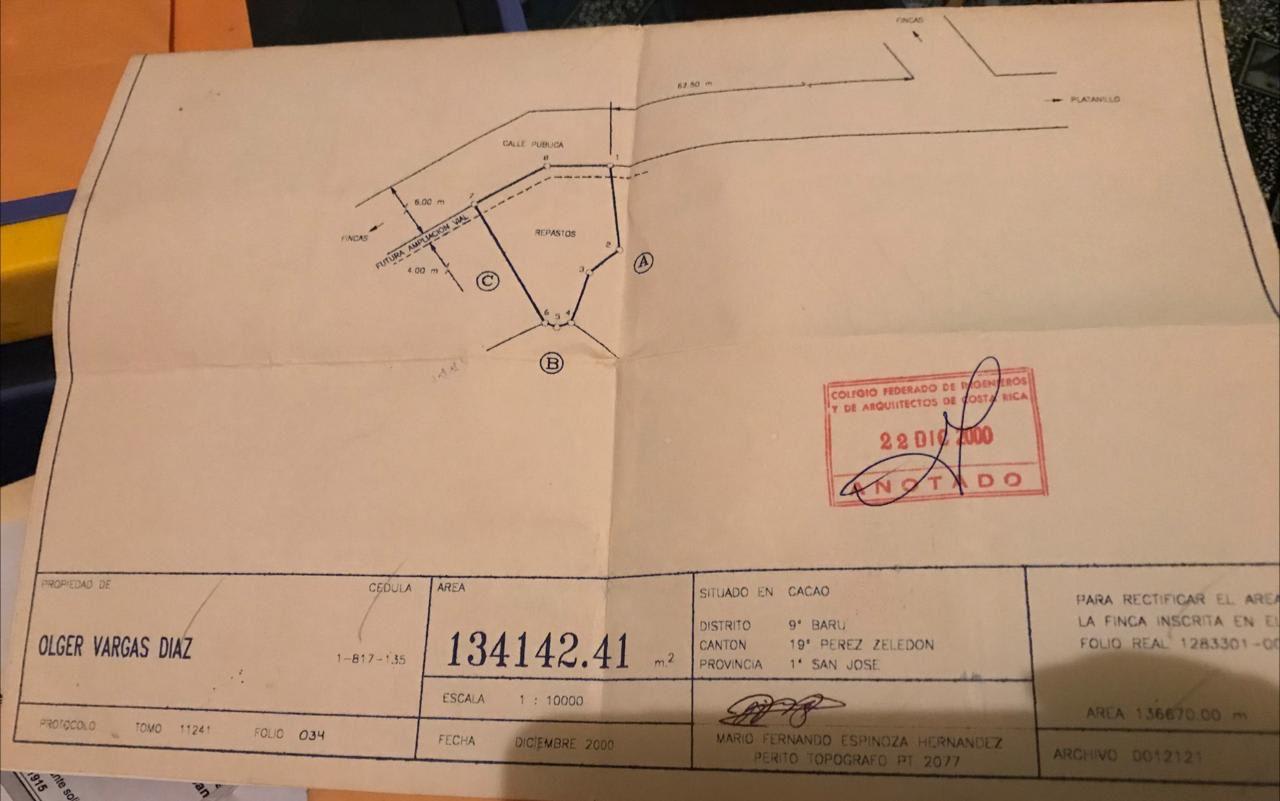 FINCAS
62.50 m
PLATANILLO
CALLE PUBLICA
8
1
7
6.00 m
FINCAS
FUTURA AMPLIACION VIAL
REPASTOS
2
A
3
4.00 m
C
6
5
4
B
COLEGIO FEDERADO DE INGENIEROS
Y DE ARQUITECTOS DE COSTA RICA
22 DIC 2000
ANOTADO
PROPIEDAD DE
CEDULA
OLGER VARGAS DIAZ
1-817-135
PROTOCOLO TOMO 11241 FOLIO 034
AREA
134142.41 m.2
ESCALA 1 : 10000
FECHA DICIEMBRE 2000
SITUADO EN CACAO
DISTRITO 9° BARU
CANTON 19° PEREZ ZELEDON
PROVINCIA 1° SAN JOSE
MARIO FERNANDO ESPINOZA HERNANDEZ
PERITO TOPOGRAFO PT 2077
PARA RECTIFICAR EL AREA
LA FINCA INSCRITA EN EL
FOLIO REAL 1283301-00
AREA 136670.00 m
ARCHIVO 0012121
1915